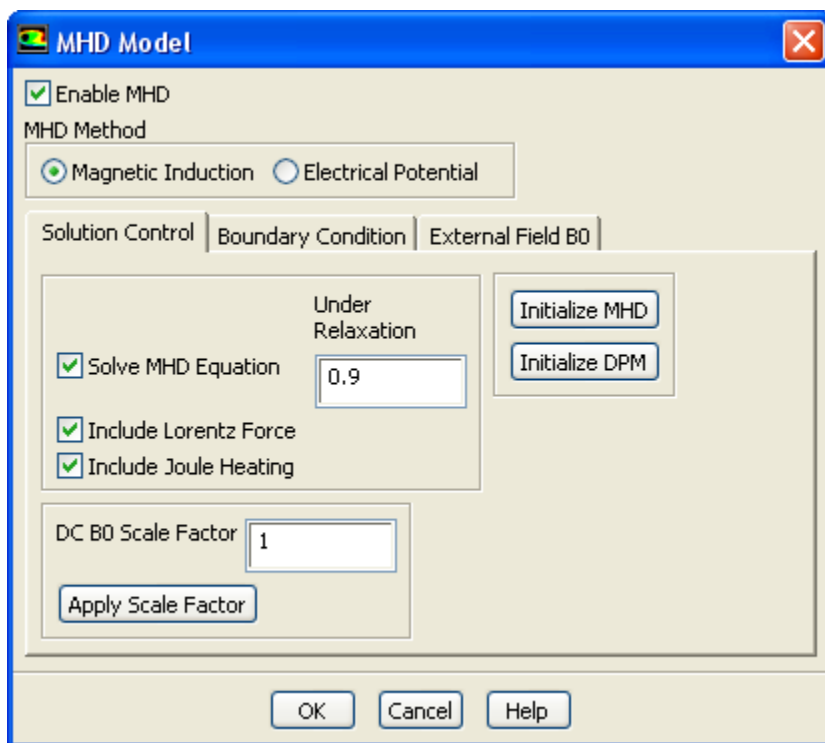 MHD Model
Enable MHD
MHD Method
Magnetic Induction Electrical Potential
Solution Control Boundary Condition External Field B0
Under
Relaxation
Solve MHD Equation 0.9
Include Lorentz Force
Include Joule Heating
Initialize MHD
Initialize DPM
DC B0 Scale Factor 1
Apply Scale Factor
OK Cancel Help